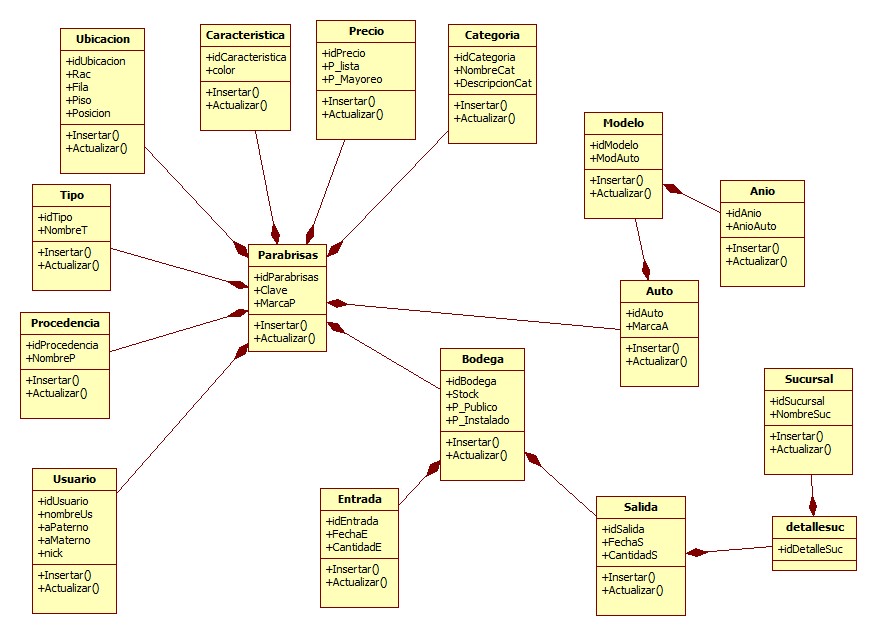 Ubicacion
+idUbicacion
+Rac
+Fila
+Piso
+Posicion
+Insertar()
+Actualizar()
Caracteristica
+idCaracteristica
+color
+Insertar()
+Actualizar()
Precio
+idPrecio
+P_lista
+P_Mayoreo
+Insertar()
+Actualizar()
Categoria
+idCategoria
+NombreCat
+DescripcionCat
+Insertar()
+Actualizar()
Modelo
+idModelo
+ModAuto
+Insertar()
+Actualizar()
Anio
+idAnio
+AnioAuto
+Insertar()
+Actualizar()
Tipo
+idTipo
+NombreT
+Insertar()
+Actualizar()
Parabrisas
+idParabrisas
+Clave
+MarcaP
+Insertar()
+Actualizar()
Auto
+idAuto
+MarcaA
+Insertar()
+Actualizar()
Procedencia
+idProcedencia
+NombreP
+Insertar()
+Actualizar()
Bodega
+idBodega
+Stock
+P_Publico
+P_Instalado
+Insertar()
+Actualizar()
Sucursal
+idSucursal
+NombreSuc
+Insertar()
+Actualizar()
Usuario
+idUsuario
+nombreUs
+aPaterno
+aMaterno
+nick
+Insertar()
+Actualizar()
Entrada
+idEntrada
+FechaE
+CantidadE
+Insertar()
+Actualizar()
Salida
+idSalida
+FechaS
+CantidadS
+Insertar()
+Actualizar()
detallesuc
+idDetalleSuc